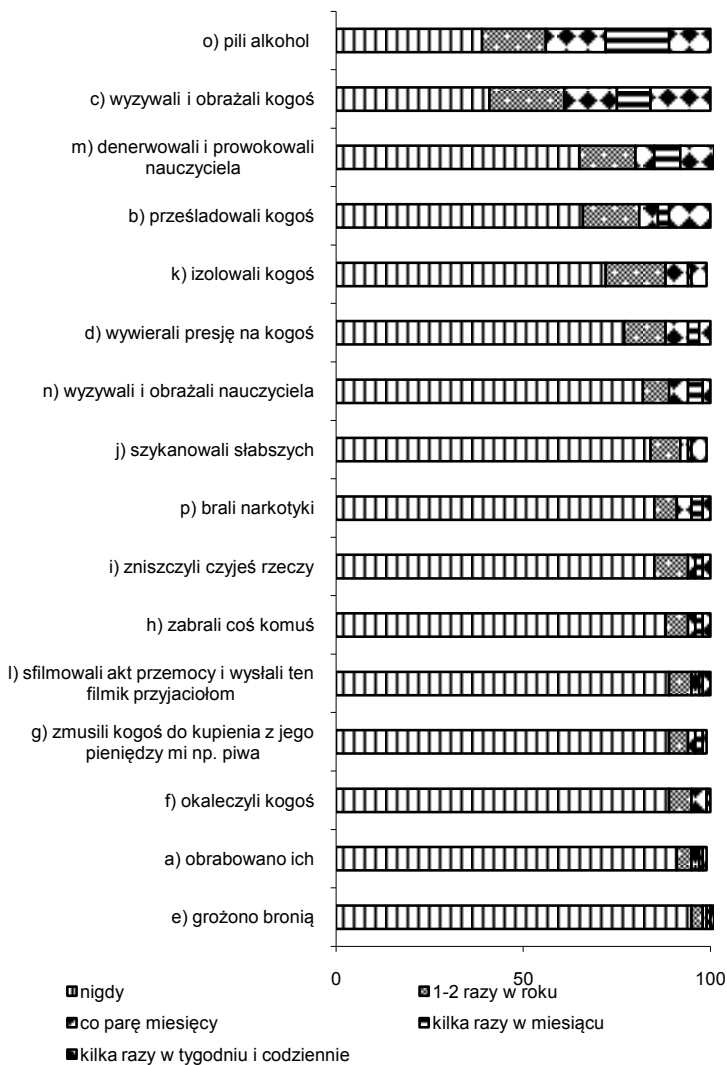 o) pili alkohol
c) wyzywali i obrażali kogoś
m) denerwowali i prowokowali
nauczyciela
b) prześladowali kogoś
k) izolowali kogoś
d) wywierali presję na kogoś
n) wyzywali i obrażali nauczyciela
j) szykanowali słabszych
p) brali narkotyki
i) zniszczyli czyjeś rzeczy
h) zabrali coś komuś
l) sfilmowali akt przemocy i wysłali ten
filmik przyjaciołom
g) zmusili kogoś do kupienia z jego
pieniędzy mi np. piwa
f) okaleczyli kogoś
a) obrabowano ich
e) grożono bronią
0 50 100
nigdy 1-2 razy w roku
co parę miesięcy kilka razy w miesiącu
kilka razy w tygodniu i codziennie